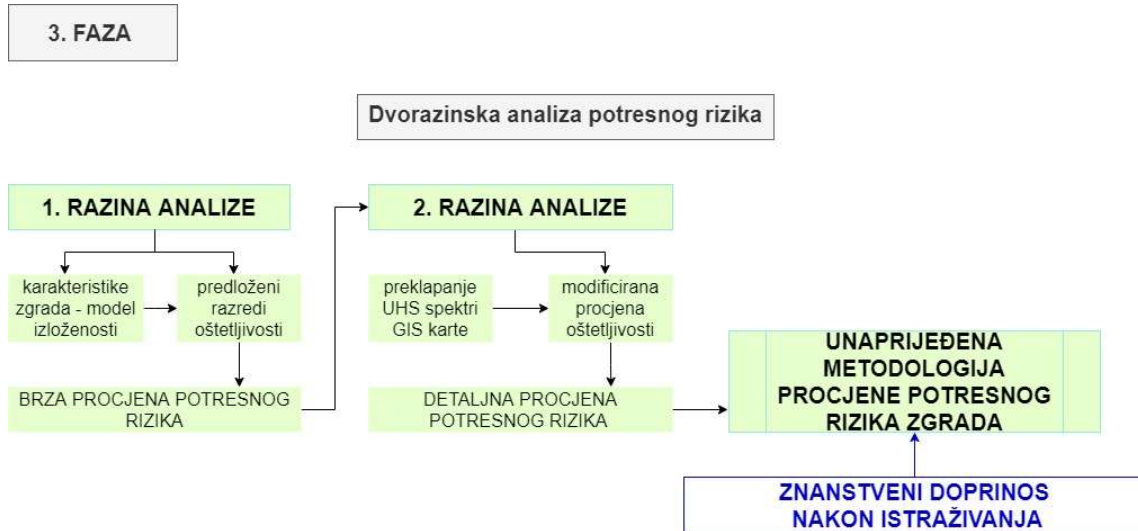 3. FAZA
Dvorazinska analiza potresnog rizika
1. RAZINA ANALIZE
karakteristike
zgrada - model
izloženosti
predloženi
razredi
oštetljivosti
BRZA PROCJENA POTRESNOG
RIZIKA
2. RAZINA ANALIZE
preklapanje
UHS spektri
GIS karte
modificirana
procjena
oštetljivosti
DETALJNA PROCJENA
POTRESNOG RIZIKA
UNAPRIJEĐENA
METODOLOGIJA
PROCJENE POTRESNOG
RIZIKA ZGRADA
ZNANSTVENI DOPRINOS
NAKON ISTRAŽIVANJA